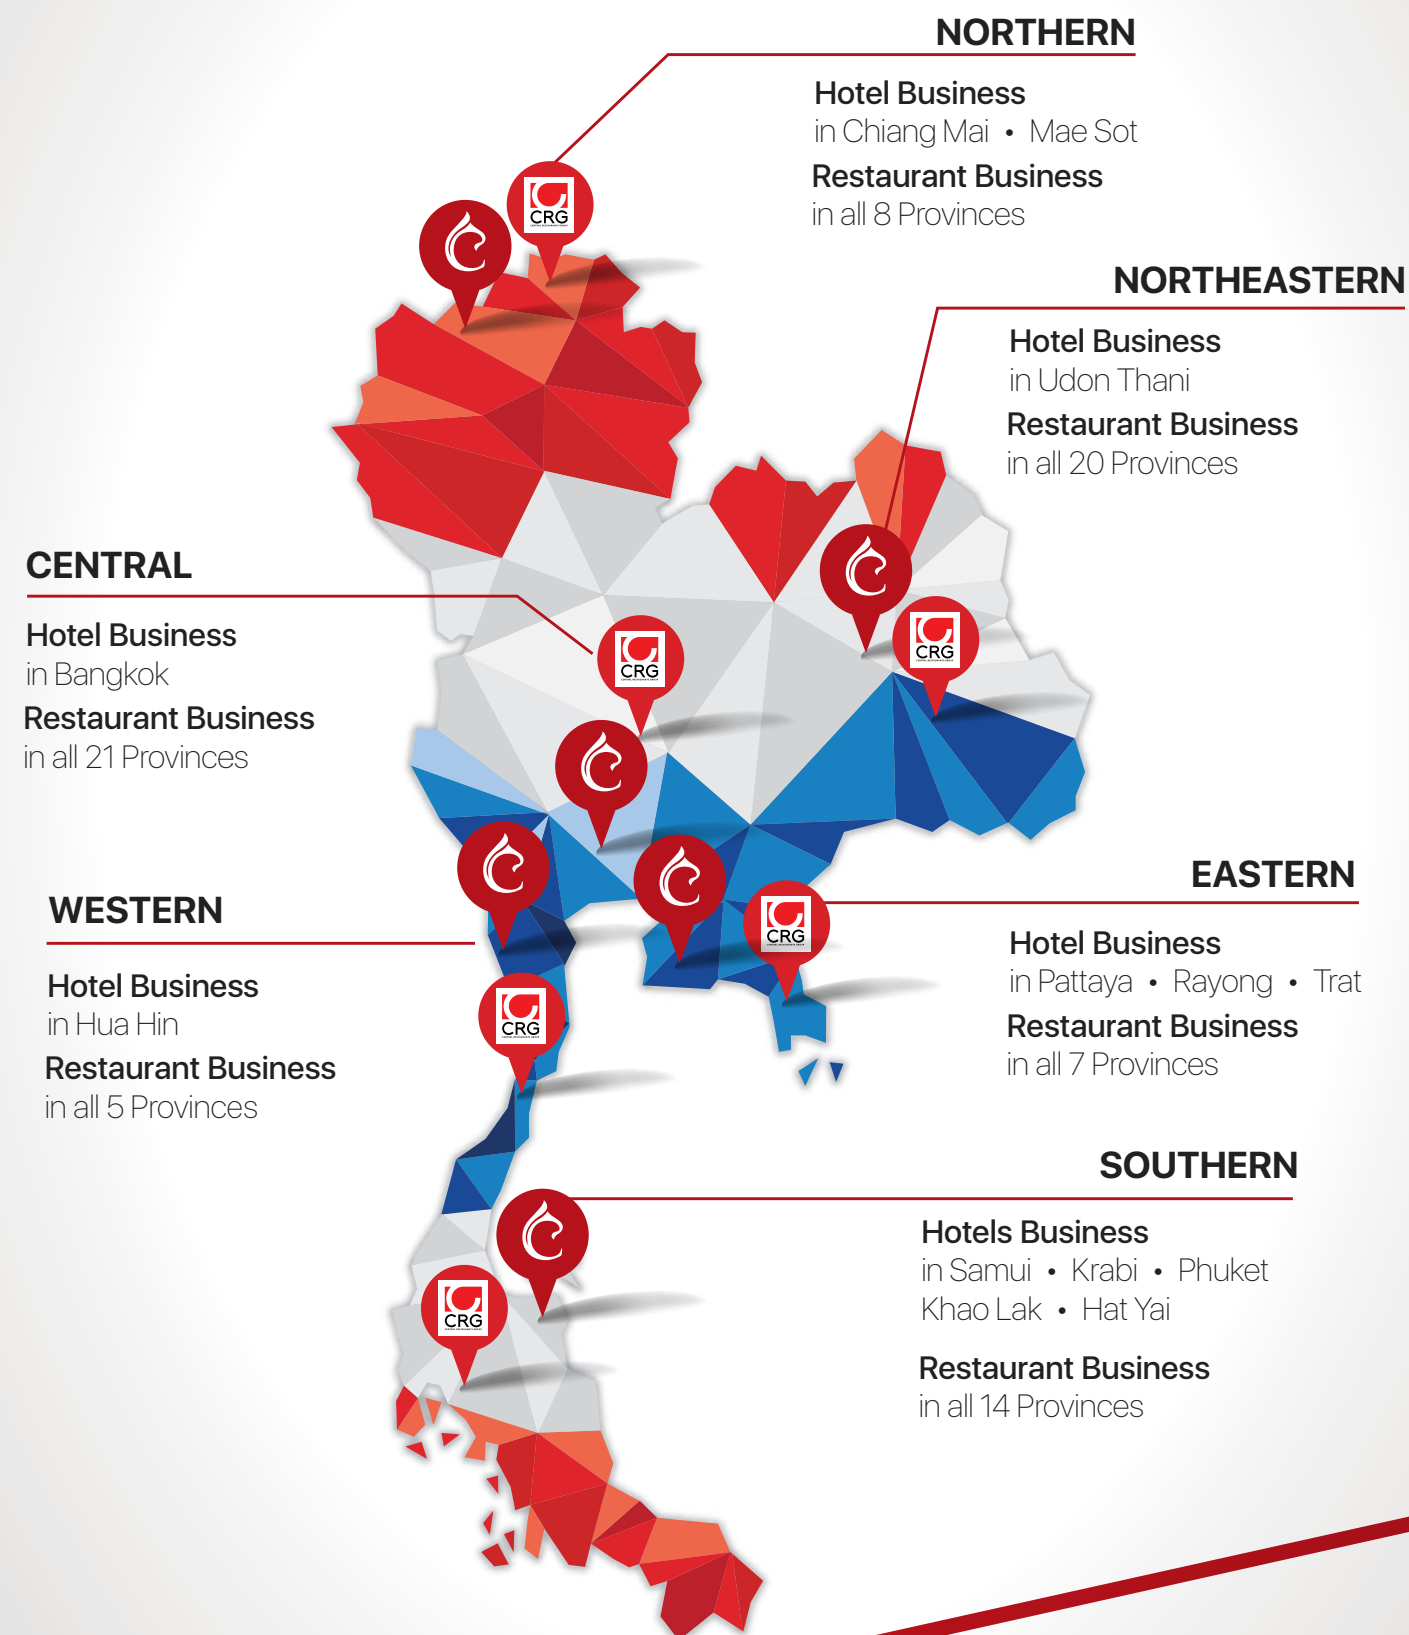 NORTHERN
Hotel Business
in Chiang Mai • Mae Sot
Restaurant Business
in all 8 Provinces
CRG
NORTHEASTERN
Hotel Business
in Udon Thani
Restaurant Business
in all 20 Provinces
CRG
CENTRAL
Hotel Business
in Bangkok
Restaurant Business
in all 21 Provinces
CRG
WESTERN
Hotel Business
in Hua Hin
Restaurant Business
in all 5 Provinces
CRG
EASTERN
Hotel Business
in Pattaya • Rayong • Trat
Restaurant Business
in all 7 Provinces
CRG
SOUTHERN
Hotels Business
in Samui • Krabi • Phuket
Khao Lak • Hat Yai
Restaurant Business
in all 14 Provinces
CRG